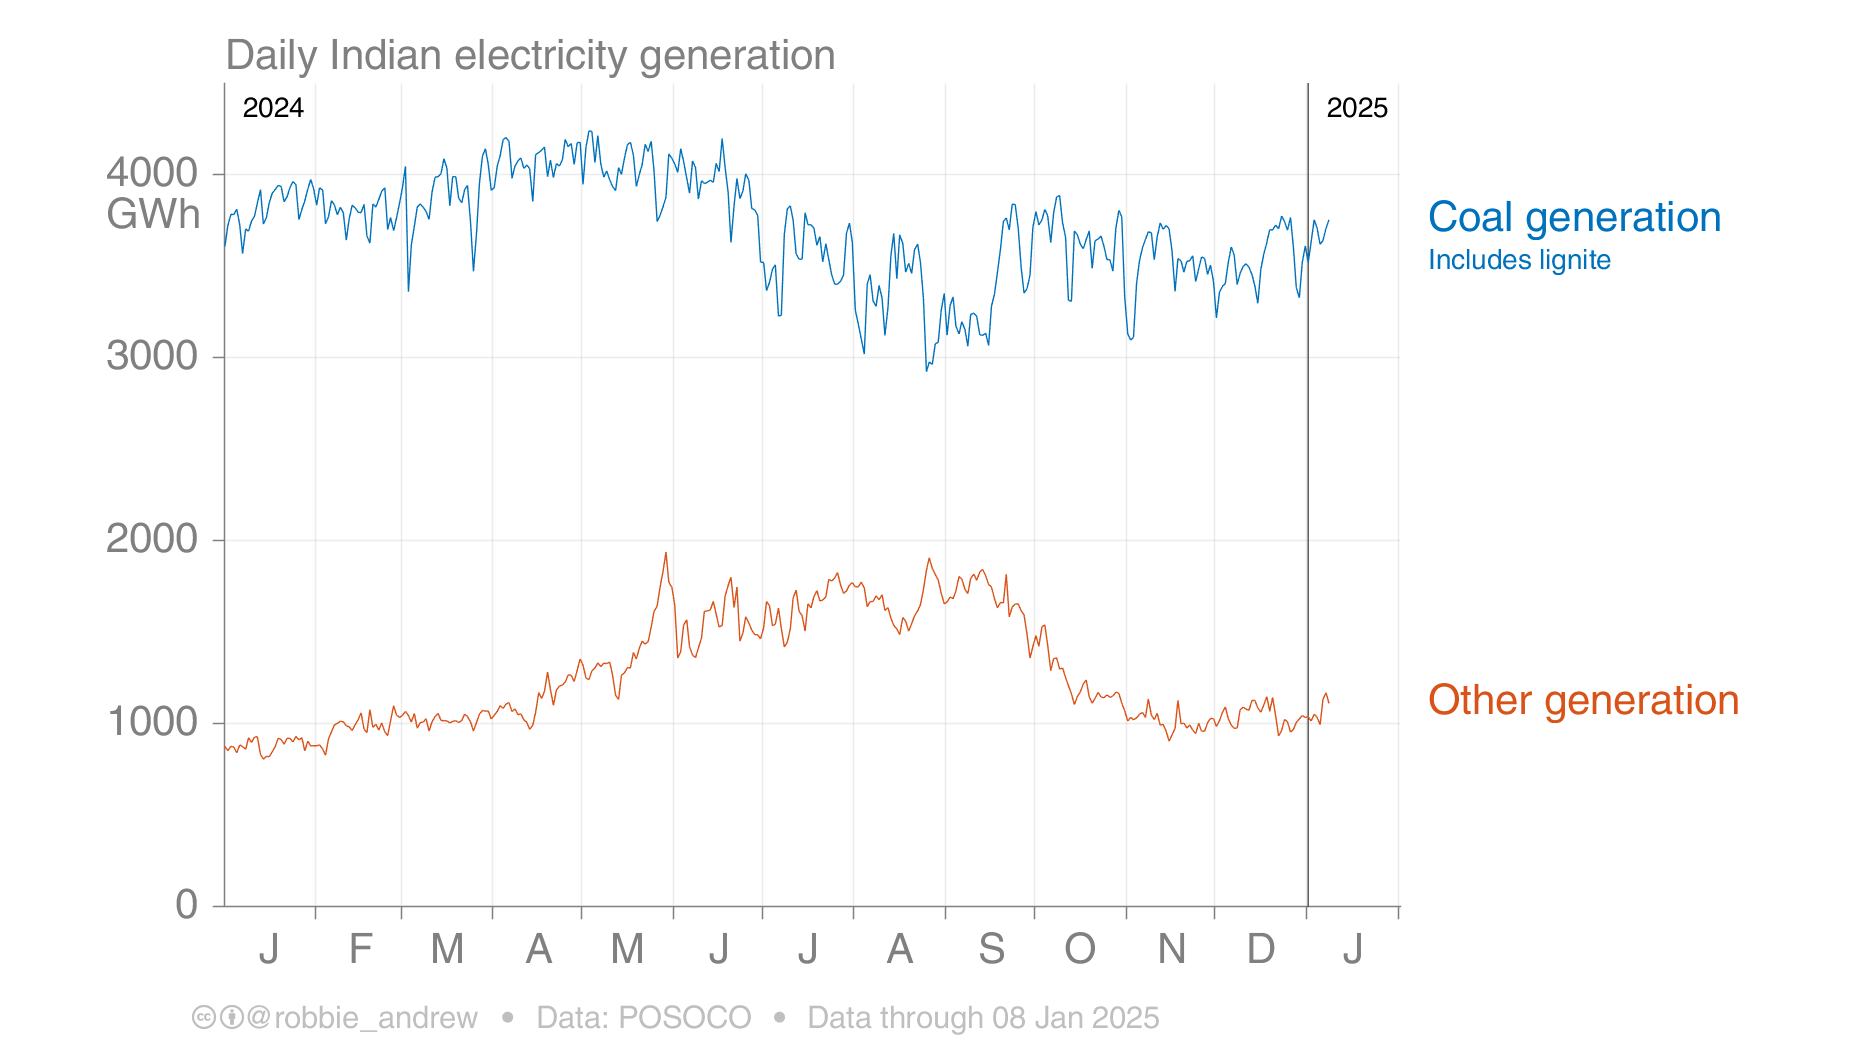 Daily Indian electricity generation
2024
2025
4000
GWh
3000
2000
1000
0
Coal generation
Includes lignite
Other generation
J F M A M J J A S O N D J
cc @robbie_andrew • Data: POSOCO • Data through 08 Jan 2025